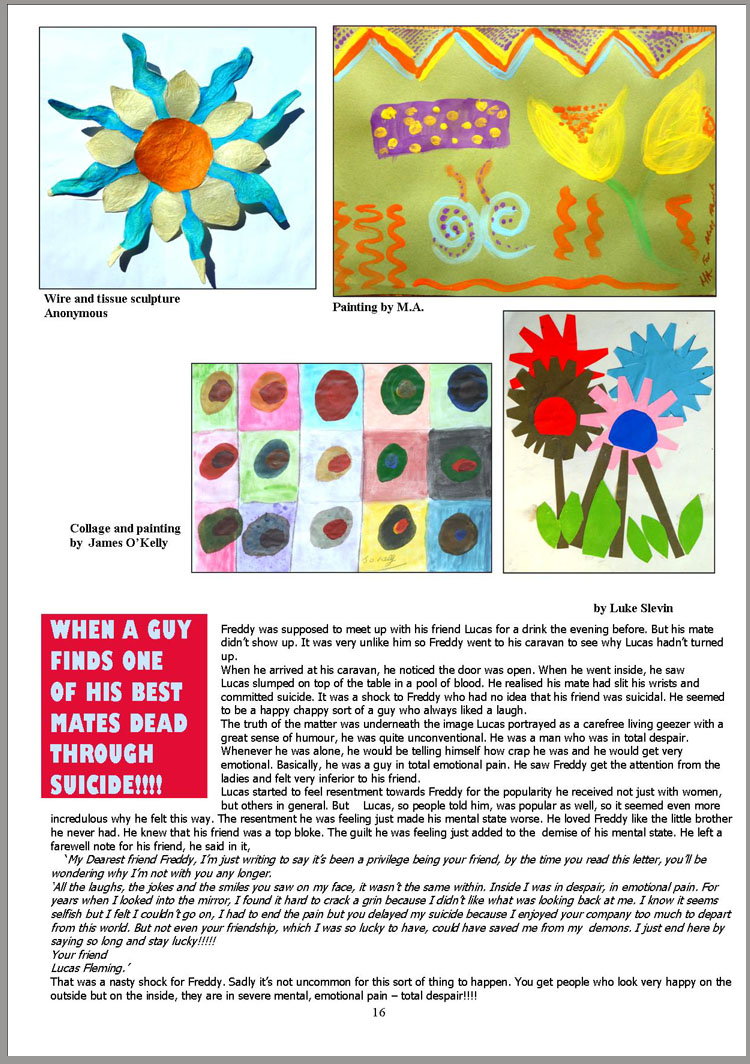 Wire and tissue sculpture
Anonymous
Painting by M.A.
Collage and painting
by James O'Kelly
by Luke Slevin
WHEN A GUY
FINDS ONE
OF HIS BEST
MATES DEAD
THROUGH
SUICIDE!!!!
Freddy was supposed to meet up with his friend Lucas for a drink the evening before. But his mate
didn't show up. It was very unlike him so Freddy went to his caravan to see why Lucas hadn't turned
up.
When he arrived at his caravan, he noticed the door was open. When he went inside, he saw
Lucas slumped on top of the table in a pool of blood. He realised his mate had slit his wrists and
committed suicide. It was a shock to Freddy who had no idea that his friend was suicidal. He seemed
to be a happy chappy sort of a guy who always liked a laugh.
The truth of the matter was underneath the image Lucas portrayed as a carefree living geezer with a
great sense of humour, he was quite unconventional. He was a man who was in total despair.
Whenever he was alone, he would be telling himself how crap he was and he would get very
emotional. Basically, he was a guy in total emotional pain. He saw Freddy get the attention from the
ladies and felt very inferior to his friend.
Lucas started to feel resentment towards Freddy for the popularity he received not just with women,
but others in general. But Lucas, so people told him, was popular as well, so it seemed even more
incredulous why he felt this way. The resentment he was feeling just made his mental state worse. He loved Freddy like the little brother
he never had. He knew that his friend was a top bloke. The guilt he was feeling just added to the demise of his mental state. He left a
farewell note for his friend, he said in it,
'My Dearest friend Freddy, I'm just writing to say it's been a privilege being your friend, by the time you read this letter, you'll be
wondering why I'm not with you any longer.
'All the laughs, the jokes and the smiles you saw on my face, it wasn't the same within. Inside I was in despair, in emotional pain. For
years when I looked into the mirror, I found it hard to crack a grin because I didn't like what was looking back at me. I know it seems
selfish but I felt I couldn't go on, I had to end the pain but you delayed my suicide because I enjoyed your company too much to depart
from this world. But not even your friendship, which I was so lucky to have, could have saved me from my demons. I just end here by
saying so long and stay lucky!!!!!
Your friend
Lucas Fleming.'
That was a nasty shock for Freddy. Sadly it's not uncommon for this sort of thing to happen. You get people who look very happy on the
outside but on the inside, they are in severe mental, emotional pain – total despair!!!!
16